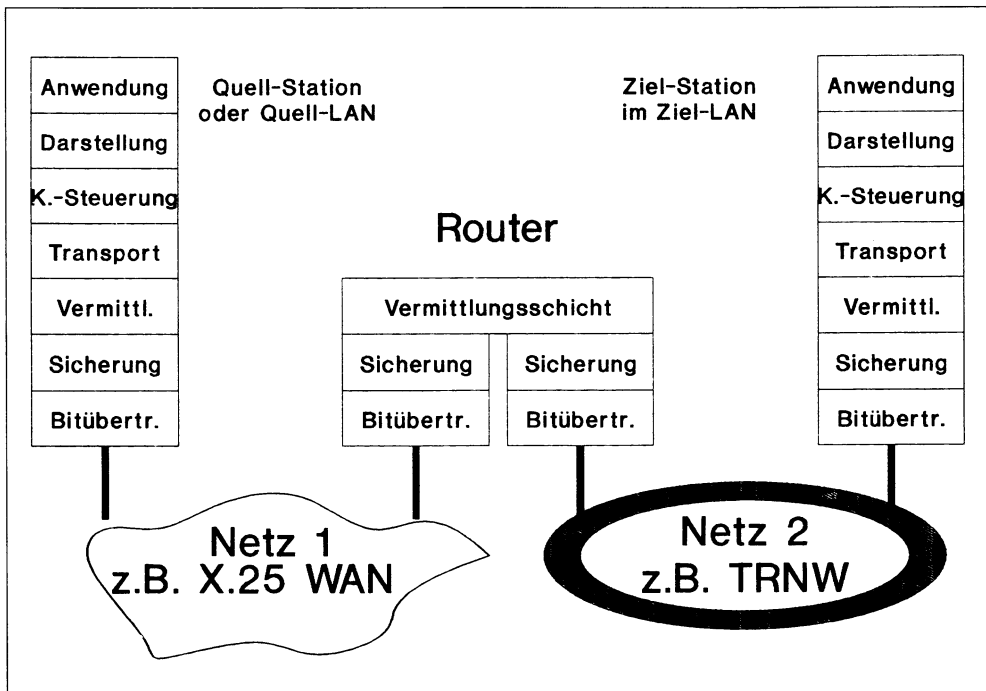 Anwendung
Darstellung
K.-Steuerung
Transport
Vermittl.
Sicherung
Bitübertr.
Quell-Station
oder Quell-LAN
Router
Vermittlungsschicht
Sicherung
Bitübertr.
Sicherung
Bitübertr.
Ziel-Station
im Ziel-LAN
Anwendung
Darstellung
K.-Steuerung
Transport
Vermittl.
Sicherung
Bitübertr.
Netz 1
z.B. X.25 WAN
Netz 2
z.B. TRNW